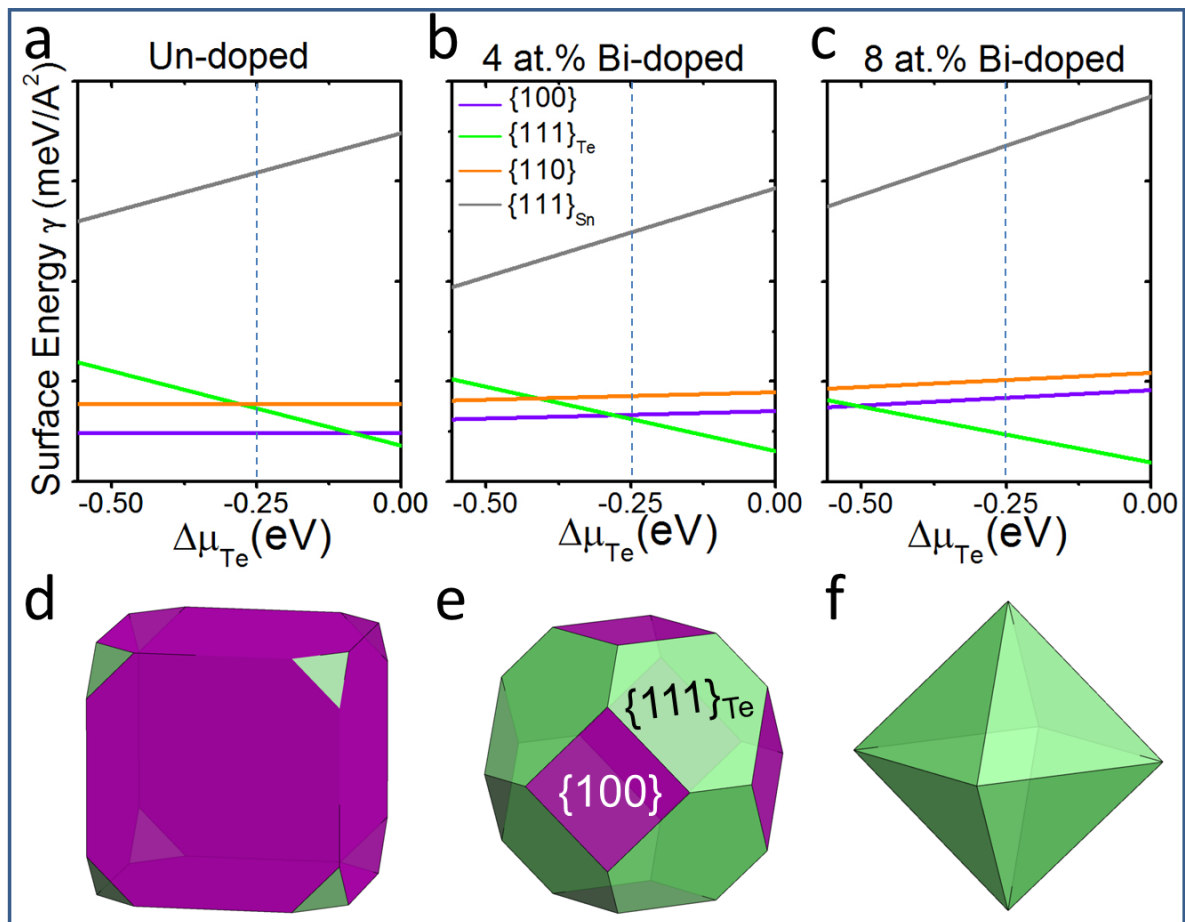 a
Un-doped
b
4 at.% Bi-doped
c
8 at.% Bi-doped
Surface Energy γ (meV/A²)
{100}
{111}Te
{110}
{111}Sn
-0.50
-0.25
0.00
-0.50
-0.25
0.00
-0.50
-0.25
0.00
ΔμTe(eV)
ΔμTe(eV)
ΔμTe(eV)
d
e
f
{111}Te
{100}